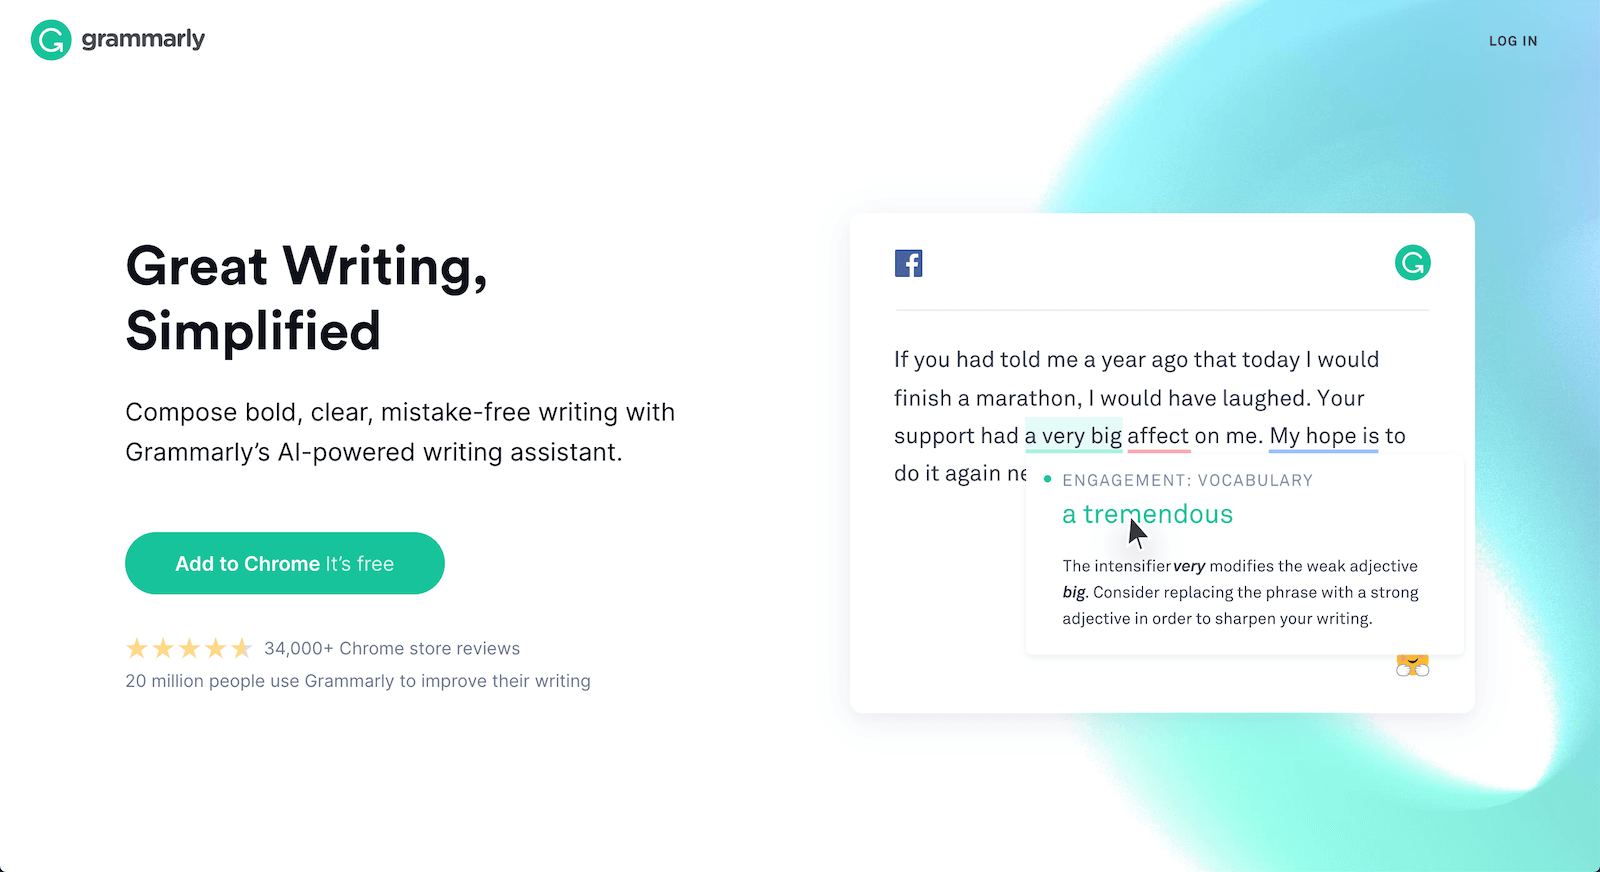 grammarly
LOG IN
Great Writing,
Simplified
Compose bold, clear, mistake-free writing with
Grammarly’s AI-powered writing assistant.
Add to Chrome It’s free
34,000+ Chrome store reviews
20 million people use Grammarly to improve their writing
If you had told me a year ago that today I would
finish a marathon, I would have laughed. Your
support had a very big affect on me. My hope is to
do it again
ENGAGEMENT: VOCABULARY
a tremendous
The intensifier very modifies the weak adjective
big. Consider replacing the phrase with a strong
adjective in order to sharpen your writing.